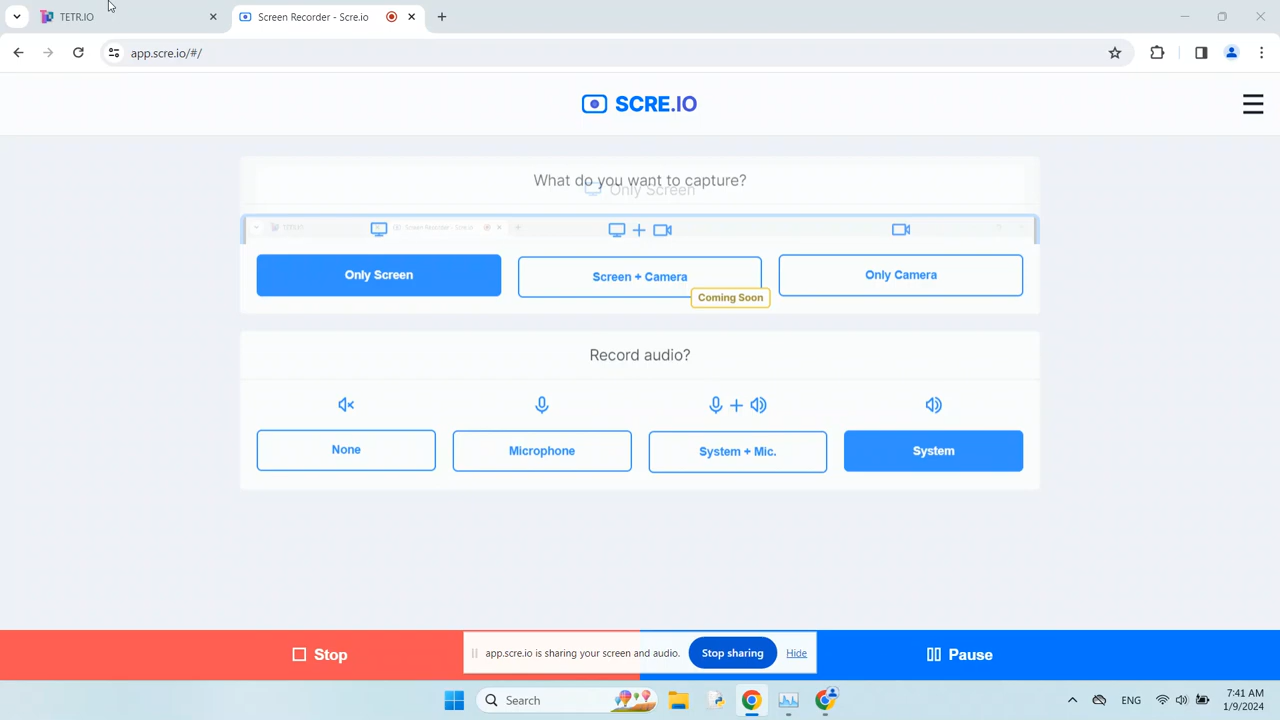 TETR.IO
Screen Recorder - Scre.io
app.scre.io/#/
SCRE.IO
What do you want to capture?
Only Screen
Only Screen
Screen + Camera
Only Camera
Coming Soon
Record audio?
None
Microphone
System + Mic.
System
Stop
app.scre.io is sharing your screen and audio.
Stop sharing
Hide
Pause
Search
ENG
7:41 AM
1/9/2024